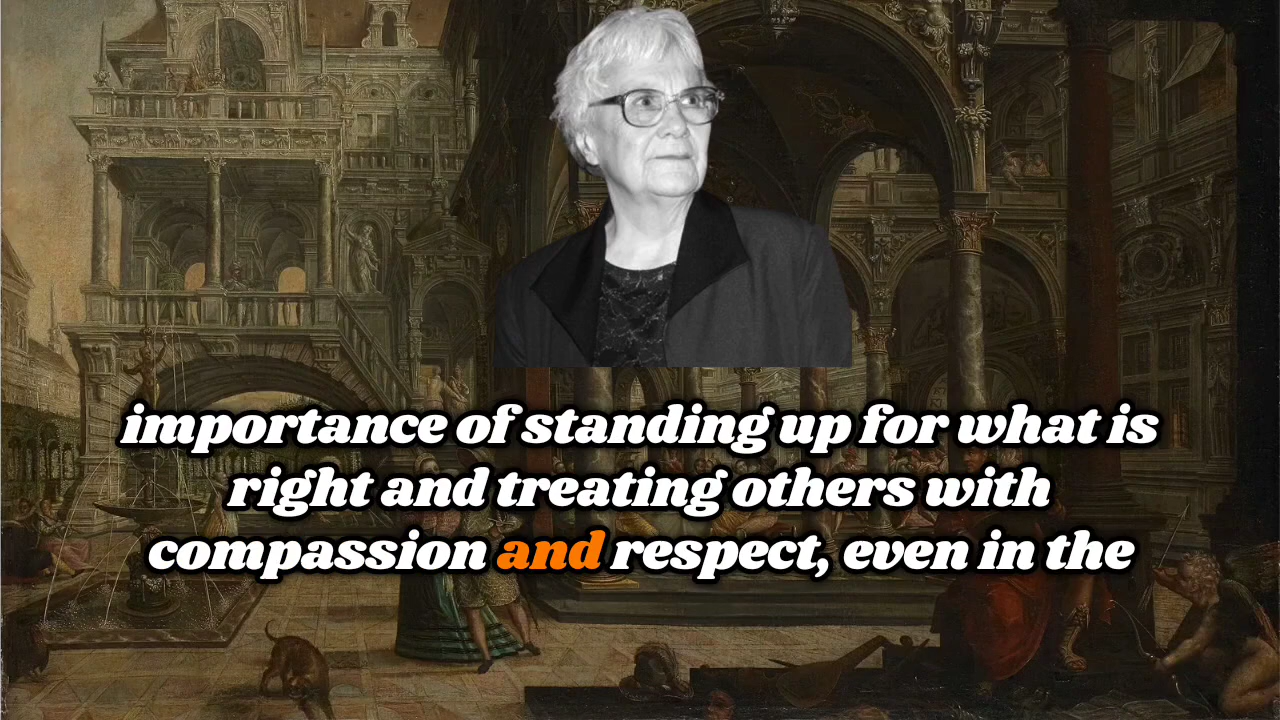 importance of standing up for what is
right and treating others with
compassion and respect, even in the